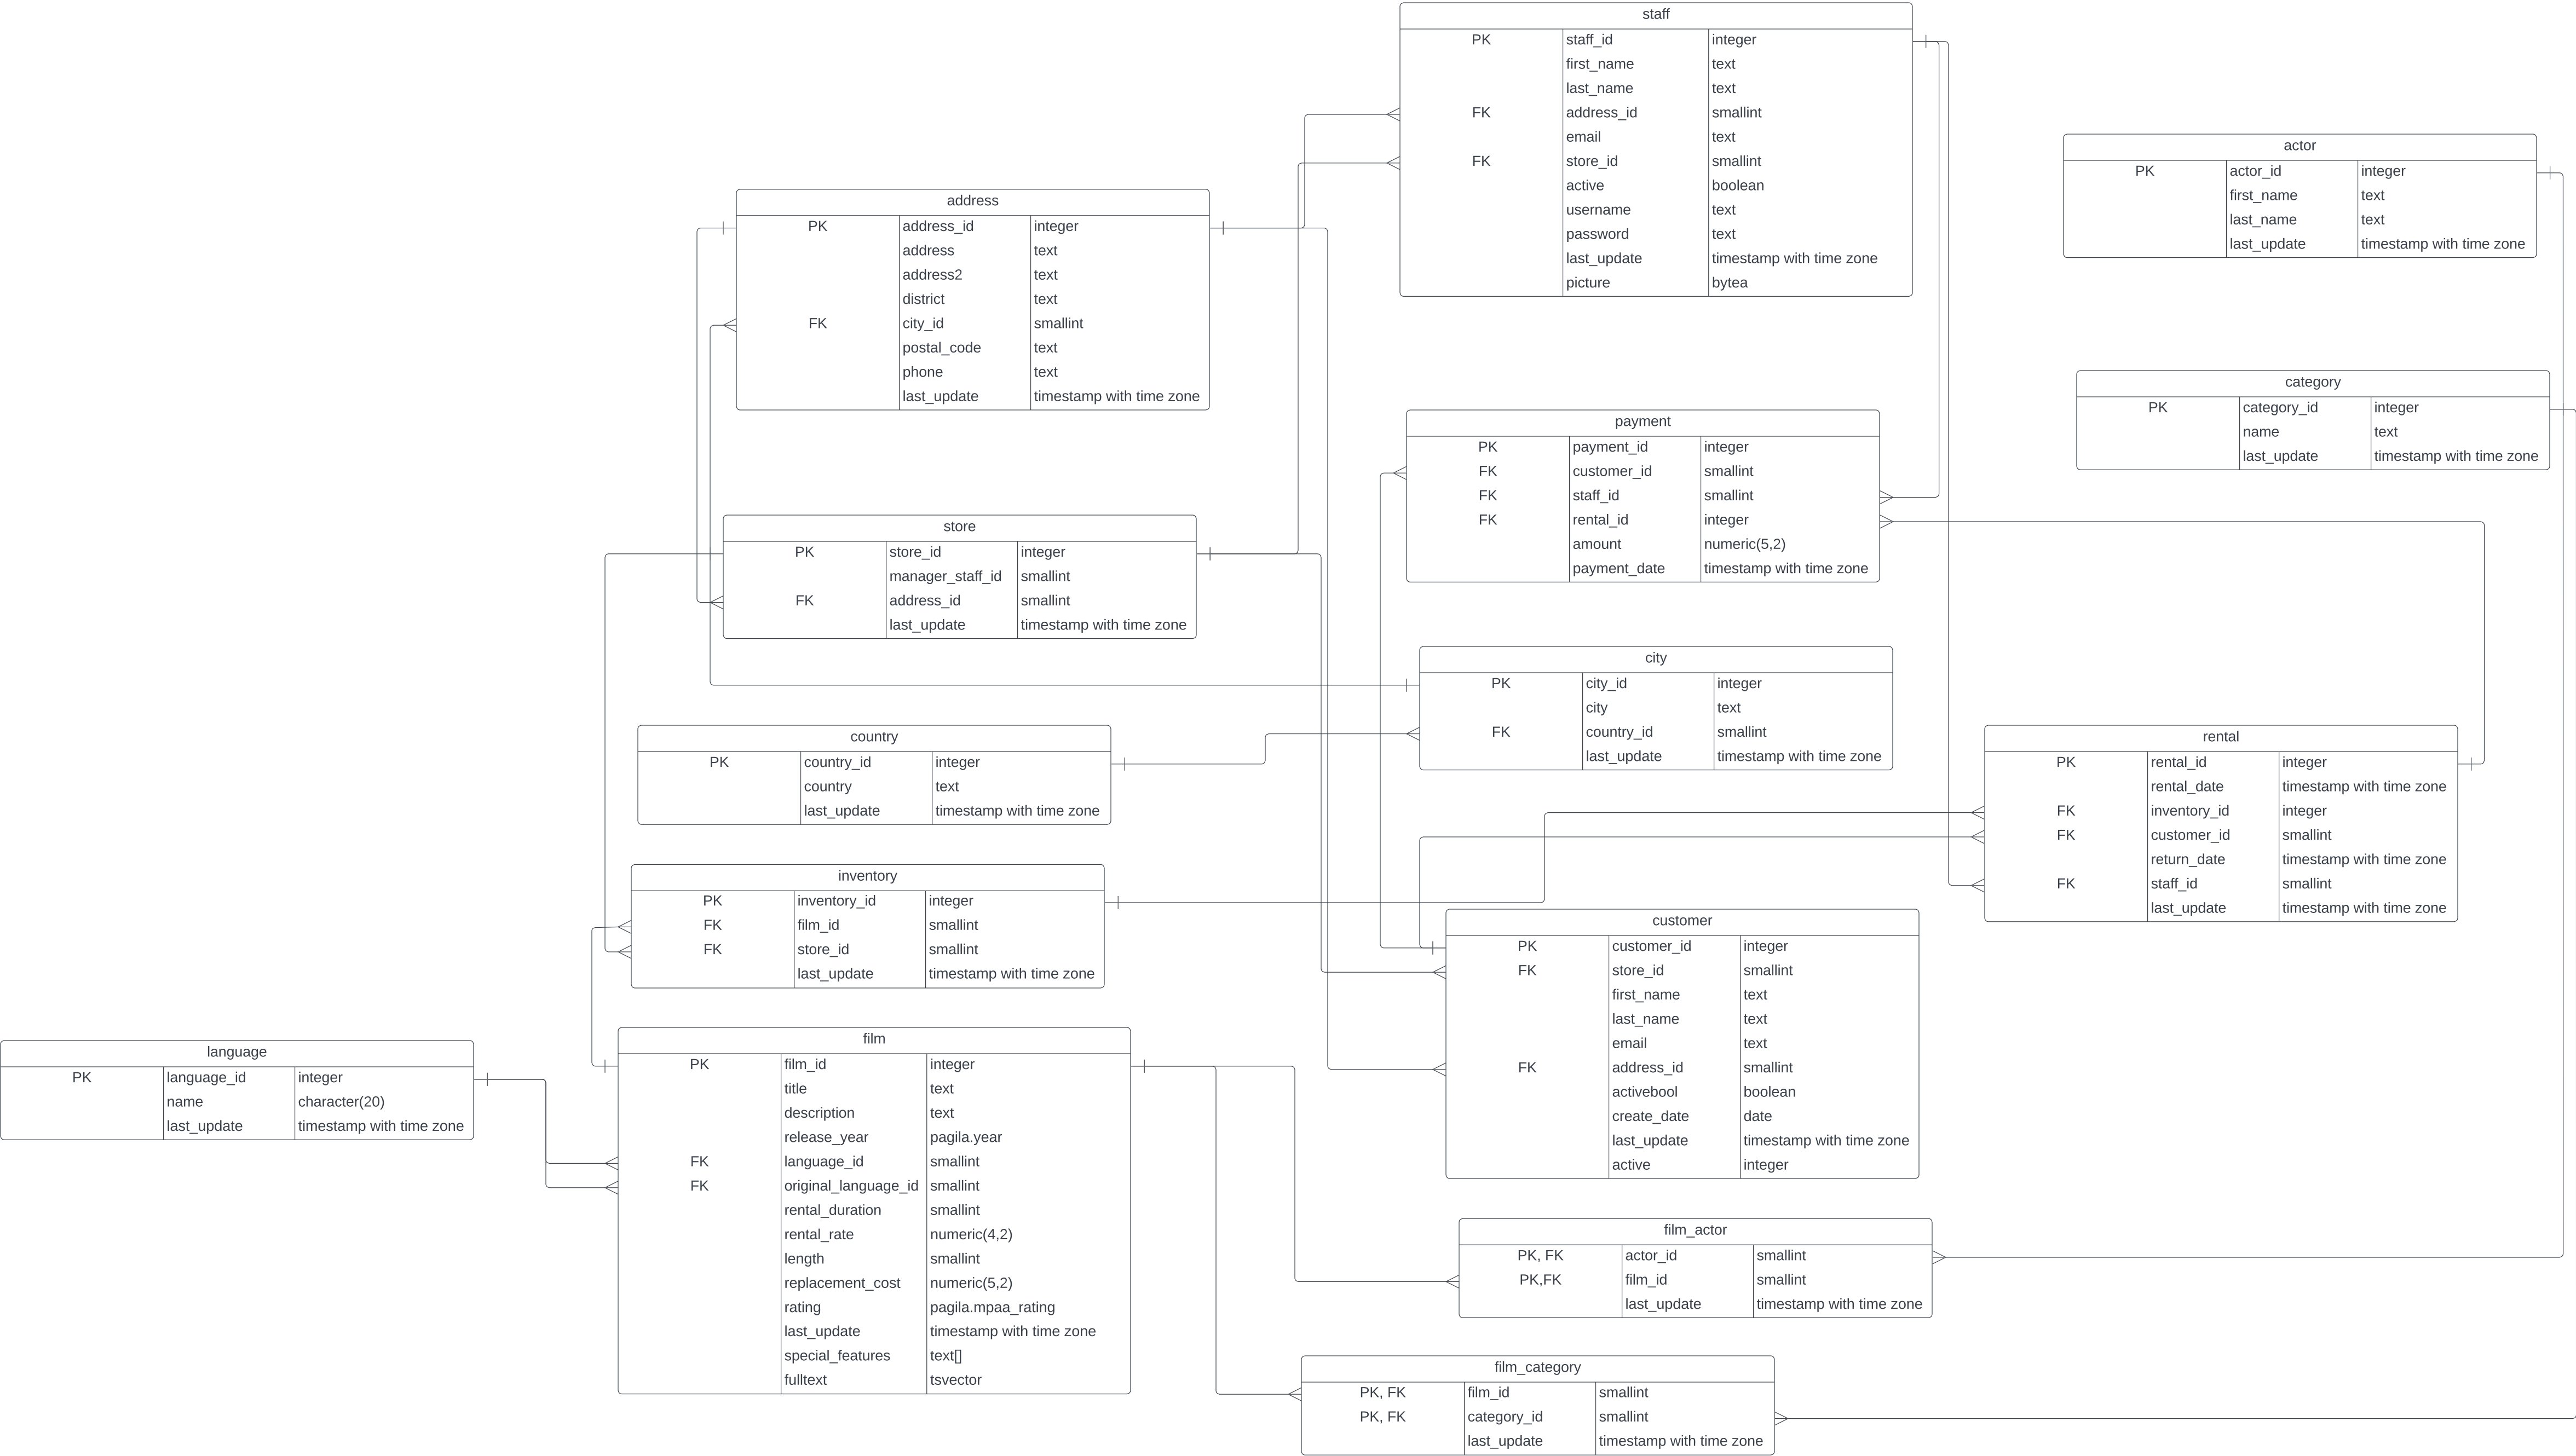 staff
PK staff_id integer
first_name text
last_name text
FK address_id smallint
email text
FK store_id smallint
active boolean
username text
password text
last_update timestamp with time zone
picture bytea
actor
PK actor_id integer
first_name text
last_name text
last_update timestamp with time zone
address
PK address_id integer
address text
address2 text
district text
FK city_id smallint
postal_code text
phone text
last_update timestamp with time zone
category
PK category_id integer
name text
last_update timestamp with time zone
payment
PK payment_id integer
FK customer_id smallint
FK staff_id smallint
FK rental_id integer
amount numeric(5,2)
payment_date timestamp with time zone
store
PK store_id integer
manager_staff_id smallint
FK address_id smallint
last_update timestamp with time zone
city
PK city_id integer
city text
FK country_id smallint
last_update timestamp with time zone
country
PK country_id integer
country text
last_update timestamp with time zone
rental
PK rental_id integer
rental_date timestamp with time zone
FK inventory_id integer
FK customer_id smallint
return_date timestamp with time zone
FK staff_id smallint
last_update timestamp with time zone
inventory
PK inventory_id integer
FK film_id smallint
FK store_id smallint
last_update timestamp with time zone
customer
PK customer_id integer
FK store_id smallint
first_name text
last_name text
email text
FK address_id smallint
activebool boolean
create_date date
last_update timestamp with time zone
active integer
language
PK language_id integer
name character(20)
last_update timestamp with time zone
film
PK film_id integer
title text
description text
release_year pagila.year
FK language_id smallint
FK original_language_id smallint
rental_duration smallint
rental_rate numeric(4,2)
length smallint
replacement_cost numeric(5,2)
rating pagila.mpaa_rating
last_update timestamp with time zone
special_features text[]
fulltext tsvector
film_actor
PK, FK actor_id smallint
PK,FK film_id smallint
last_update timestamp with time zone
film_category
PK, FK film_id smallint
PK, FK category_id smallint
last_update timestamp with time zone